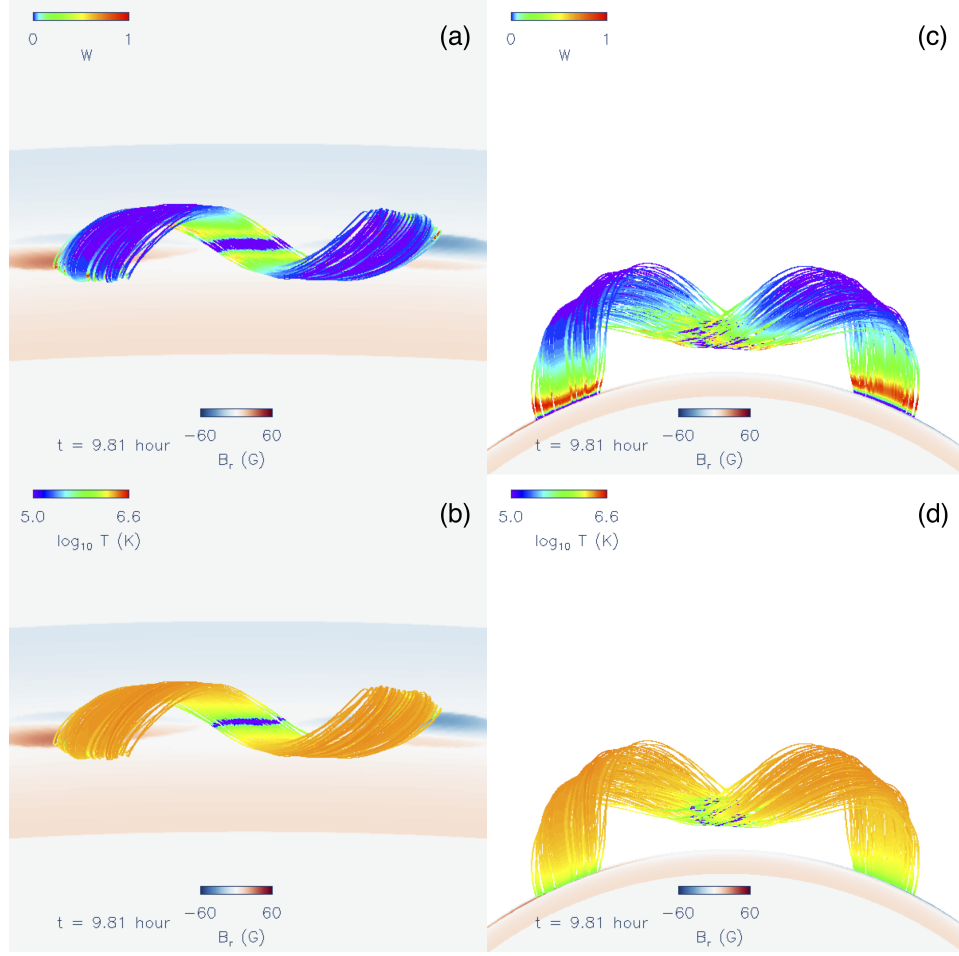 0 1
W
(a)
t = 9.81 hour
−60 60
B_r (G)
0 1
W
(c)
t = 9.81 hour
−60 60
B_r (G)
5.0 6.6
log₁₀ T (K)
(b)
t = 9.81 hour
−60 60
B_r (G)
5.0 6.6
log₁₀ T (K)
(d)
t = 9.81 hour
−60 60
B_r (G)